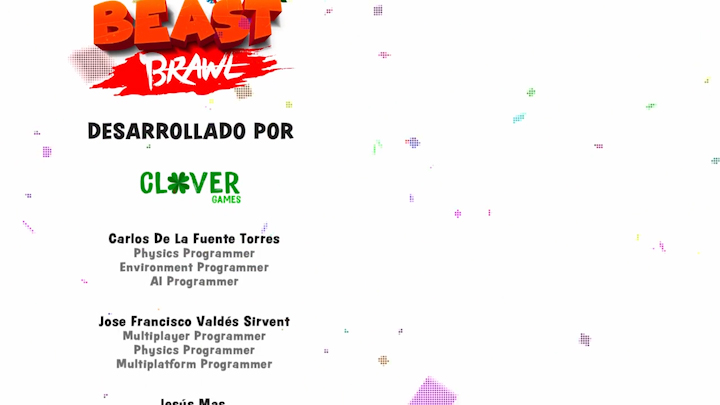 BEAST
BRAWL
DESARROLLADO POR
CLOVER
GAMES
Carlos De La Fuente Torres
Physics Programmer
Environment Programmer
AI Programmer
Jose Francisco Valdés Sirvent
Multiplayer Programmer
Physics Programmer
Multiplatform Programmer
Jesús Mas